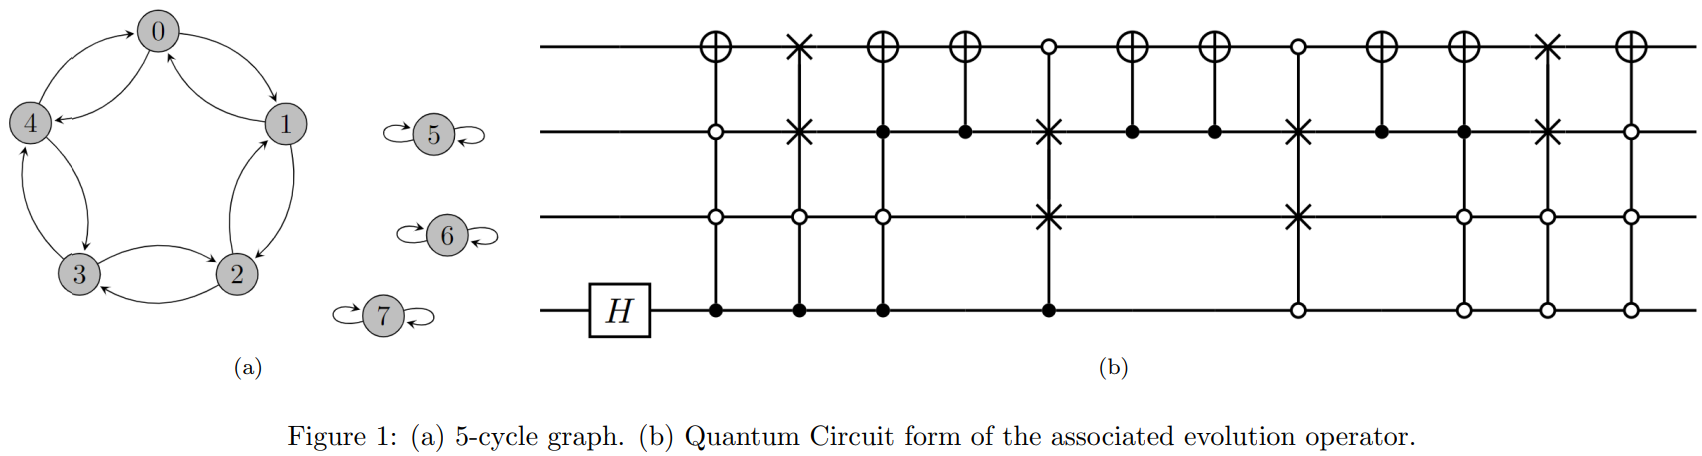 0
4
1
5
6
3
2
7
H
(a)
(b)
Figure 1: (a) 5-cycle graph. (b) Quantum Circuit form of the associated evolution operator.